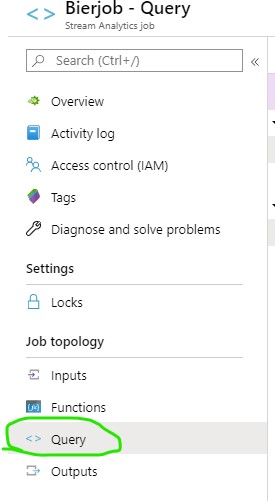 Bierjob - Query
Stream Analytics job
Search (Ctrl+/)
«
Overview
Activity log
Access control (IAM)
Tags
Diagnose and solve problems
Settings
Locks
Job topology
Inputs
Functions
<> Query
Outputs